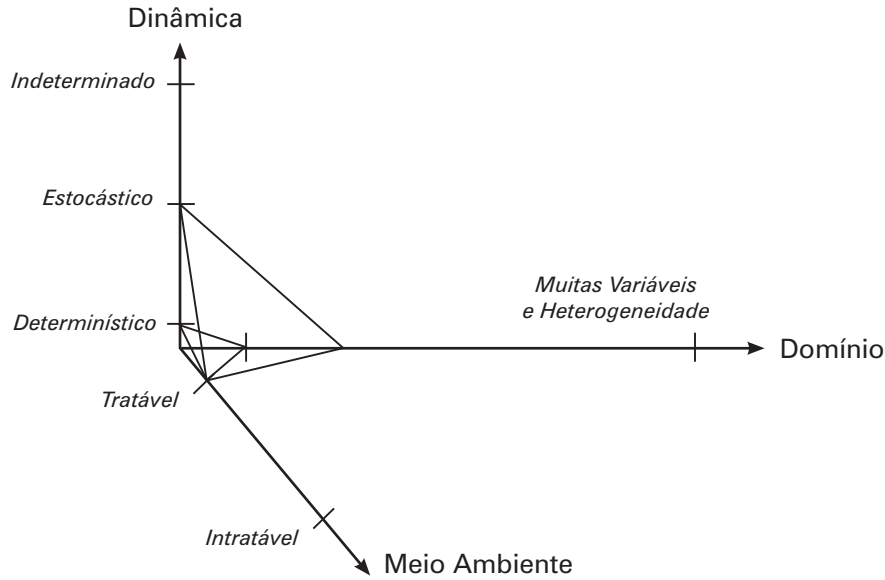 Dinâmica
Indeterminado
Estocástico
Muitas Variáveis
e Heterogeneidade
Determinístico
Domínio
Tratável
Intratável
Meio Ambiente